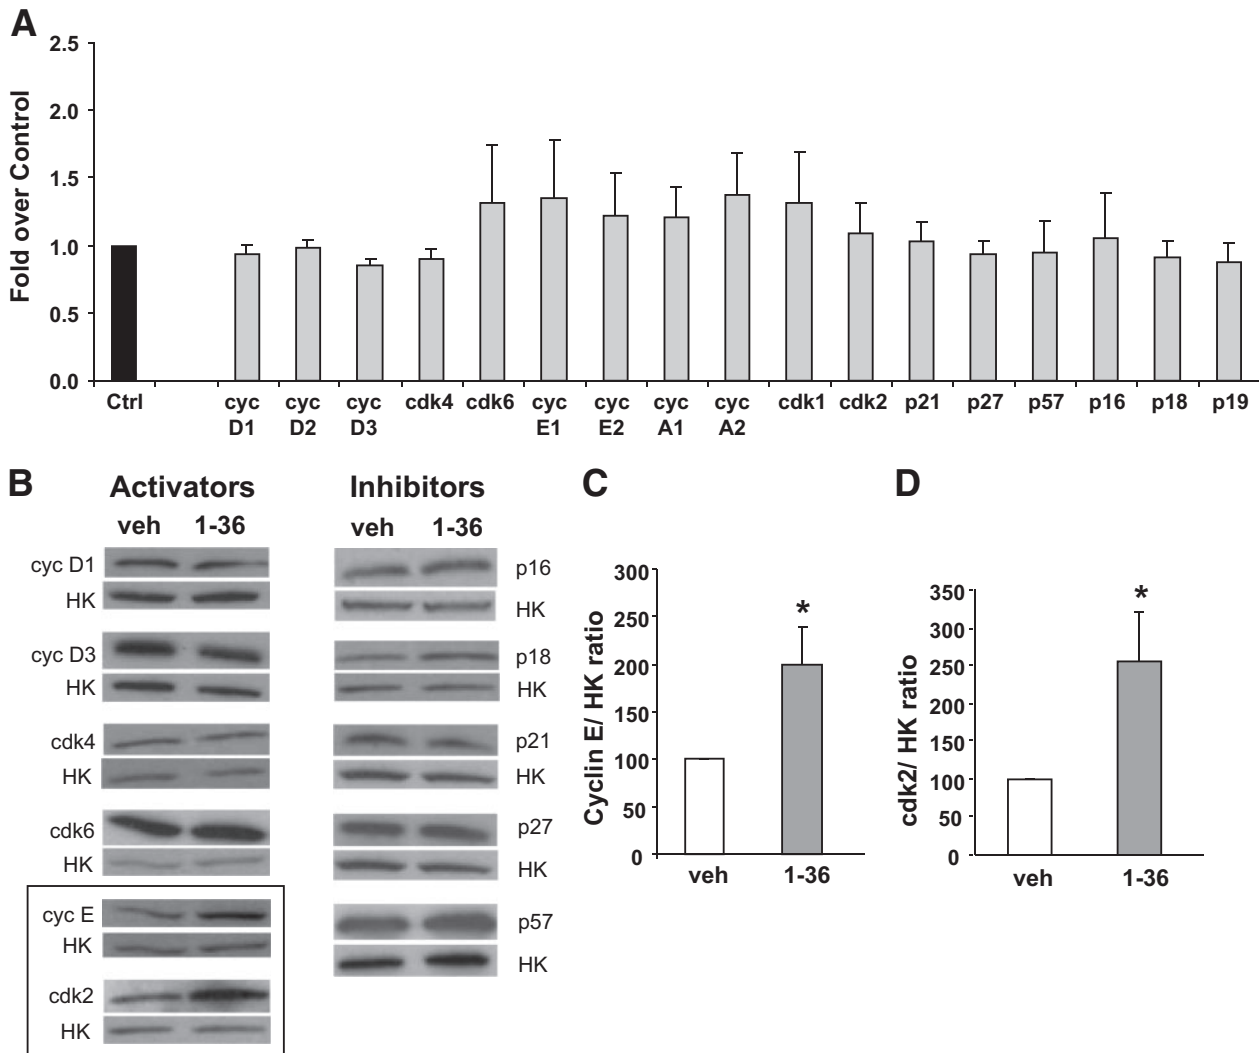 A
2.5
2.0
1.5
1.0
0.5
0.0
Fold over Control
Ctrl cyc cyc cyc cdk4 cdk6 cyc cyc cyc cyc cdk1 cdk2 p21 p27 p57 p16 p18 p19
D1 D2 D3 E1 E2 A1 A2
B
Activators
veh 1-36
cyc D1
HK
cyc D3
HK
cdk4
HK
cdk6
HK
cyc E
HK
cdk2
HK
Inhibitors
veh 1-36
p16
HK
p18
HK
p21
HK
p27
HK
p57
HK
C
300
250
200
150
100
50
0
Cyclin E/ HK ratio
*
veh 1-36
D
350
300
250
200
150
100
50
0
cdk2/ HK ratio
*
veh 1-36